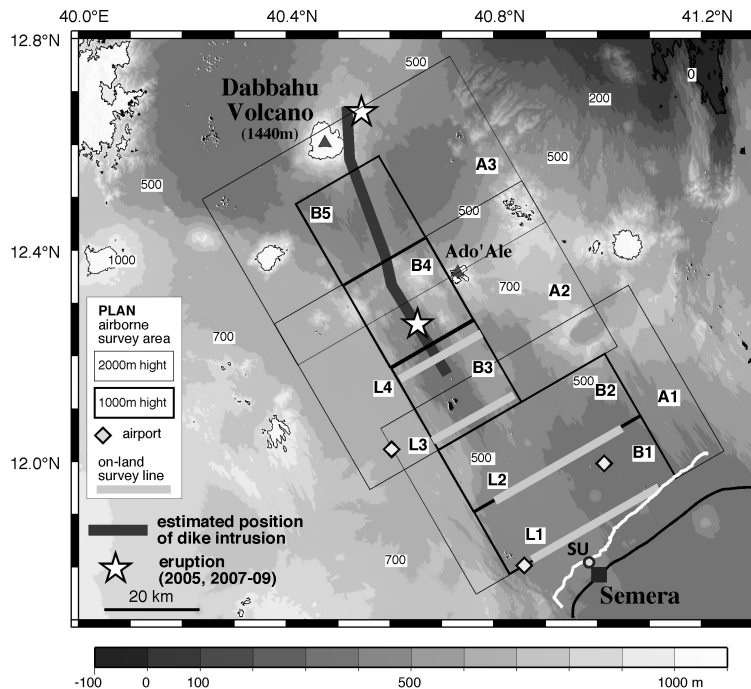 40.0°E 40.4°E 40.8°E 41.2°E
12.8°N
12.4°N
12.0°N
500
0
200
Dabbahu
Volcano
(1440m)
500
A3
500
500
B5
500
Ado'Ale
1000
B4
700
A2
700
PLAN
airborne
survey area
2000m hight
1000m hight
airport
on-land
survey line
B3
L4
500
B2
A1
L3
500
B1
L2
estimated position
of dike intrusion
eruption
(2005, 2007-09)
20 km
700
L1
SU
Semera
-100 0 100 500 1000 m